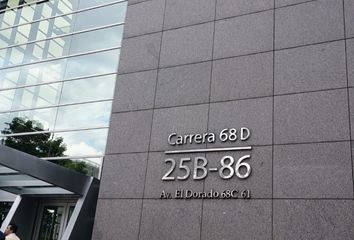 Carrera 68 D
25B-86
Av. El Dorado 68C 61